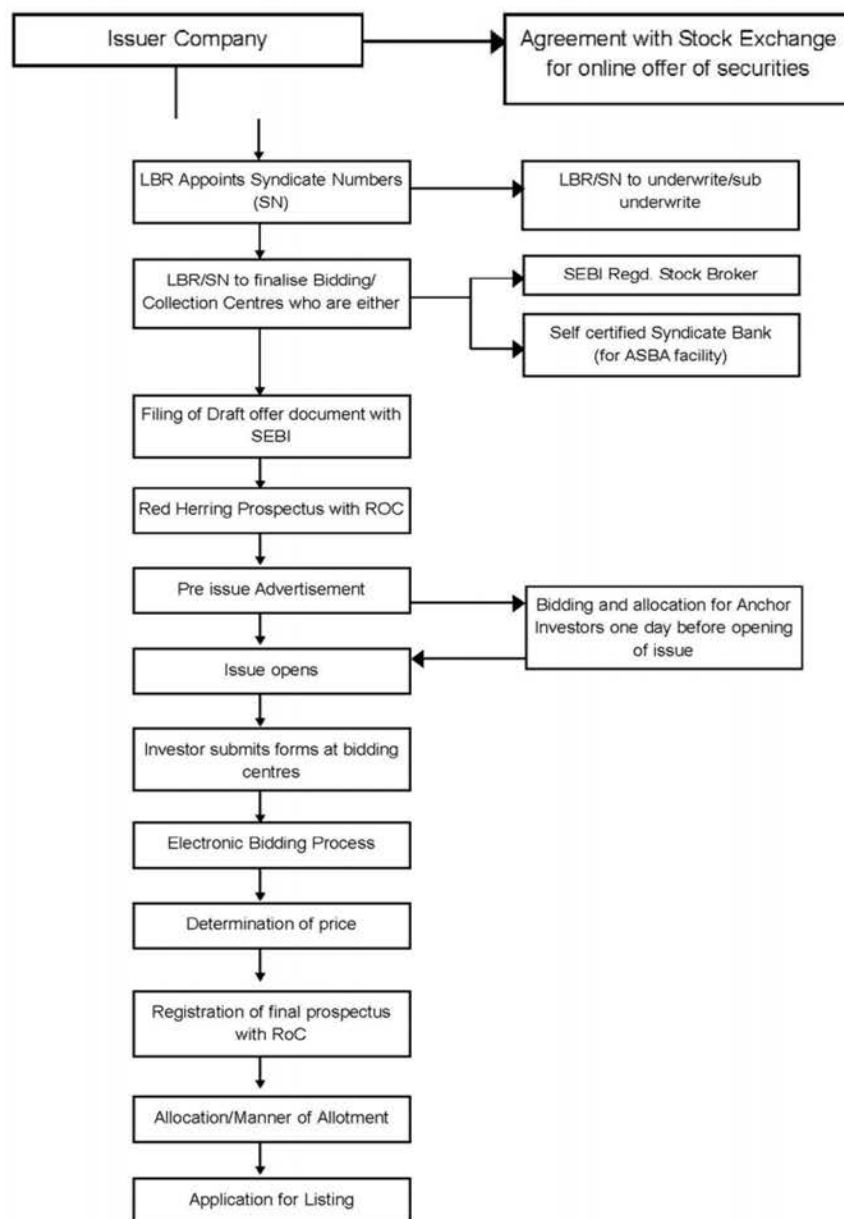 Issuer Company
Agreement with Stock Exchange
for online offer of securities
LBR Appoints Syndicate Numbers
(SN)
LBR/SN to underwrite/sub
underwrite
LBR/SN to finalise Bidding/
Collection Centres who are either
SEBI Regd. Stock Broker
Self certified Syndicate Bank
(for ASBA facility)
Filing of Draft offer document with
SEBI
Red Herring Prospectus with ROC
Pre issue Advertisement
Bidding and allocation for Anchor
Investors one day before opening
of issue
Issue opens
Investor submits forms at bidding
centres
Electronic Bidding Process
Determination of price
Registration of final prospectus
with RoC
Allocation/Manner of Allotment
Application for Listing